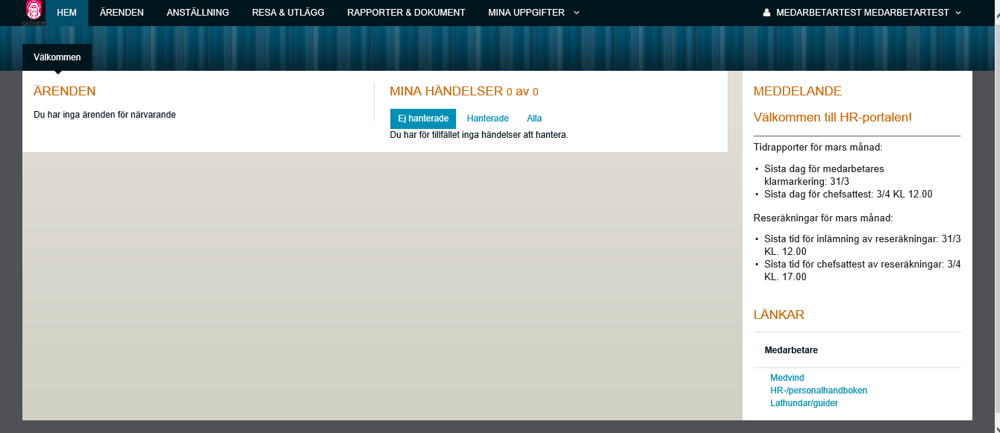 SKÖVDE
HEM ÄRENDEN ANSTÄLLNING RESA & UTLÄGG RAPPORTER & DOKUMENT MINA UPPGIFTER MEDARBETARTEST MEDARBETARTEST
Välkommen
ÄRENDEN
Du har inga ärenden för närvarande
MINA HÄNDELSER 0 av 0
Ej hanterade Hanterade Alla
Du har för tillfället inga händelser att hantera.
MEDDELANDE
Välkommen till HR-portalen!
Tidrapporter för mars månad:
• Sista dag för medarbetares
klarmarkering: 31/3
• Sista dag för chefsattest: 3/4 KL 12.00
Reseräkningar för mars månad:
• Sista tid för inlämning av reseräkningar: 31/3
KL. 12.00
• Sista tid för chefsattest av reseräkningar: 3/4
KL. 17.00
LÄNKAR
Medarbetare
Medvind
HR-/personalhandboken
Lathundar/guider